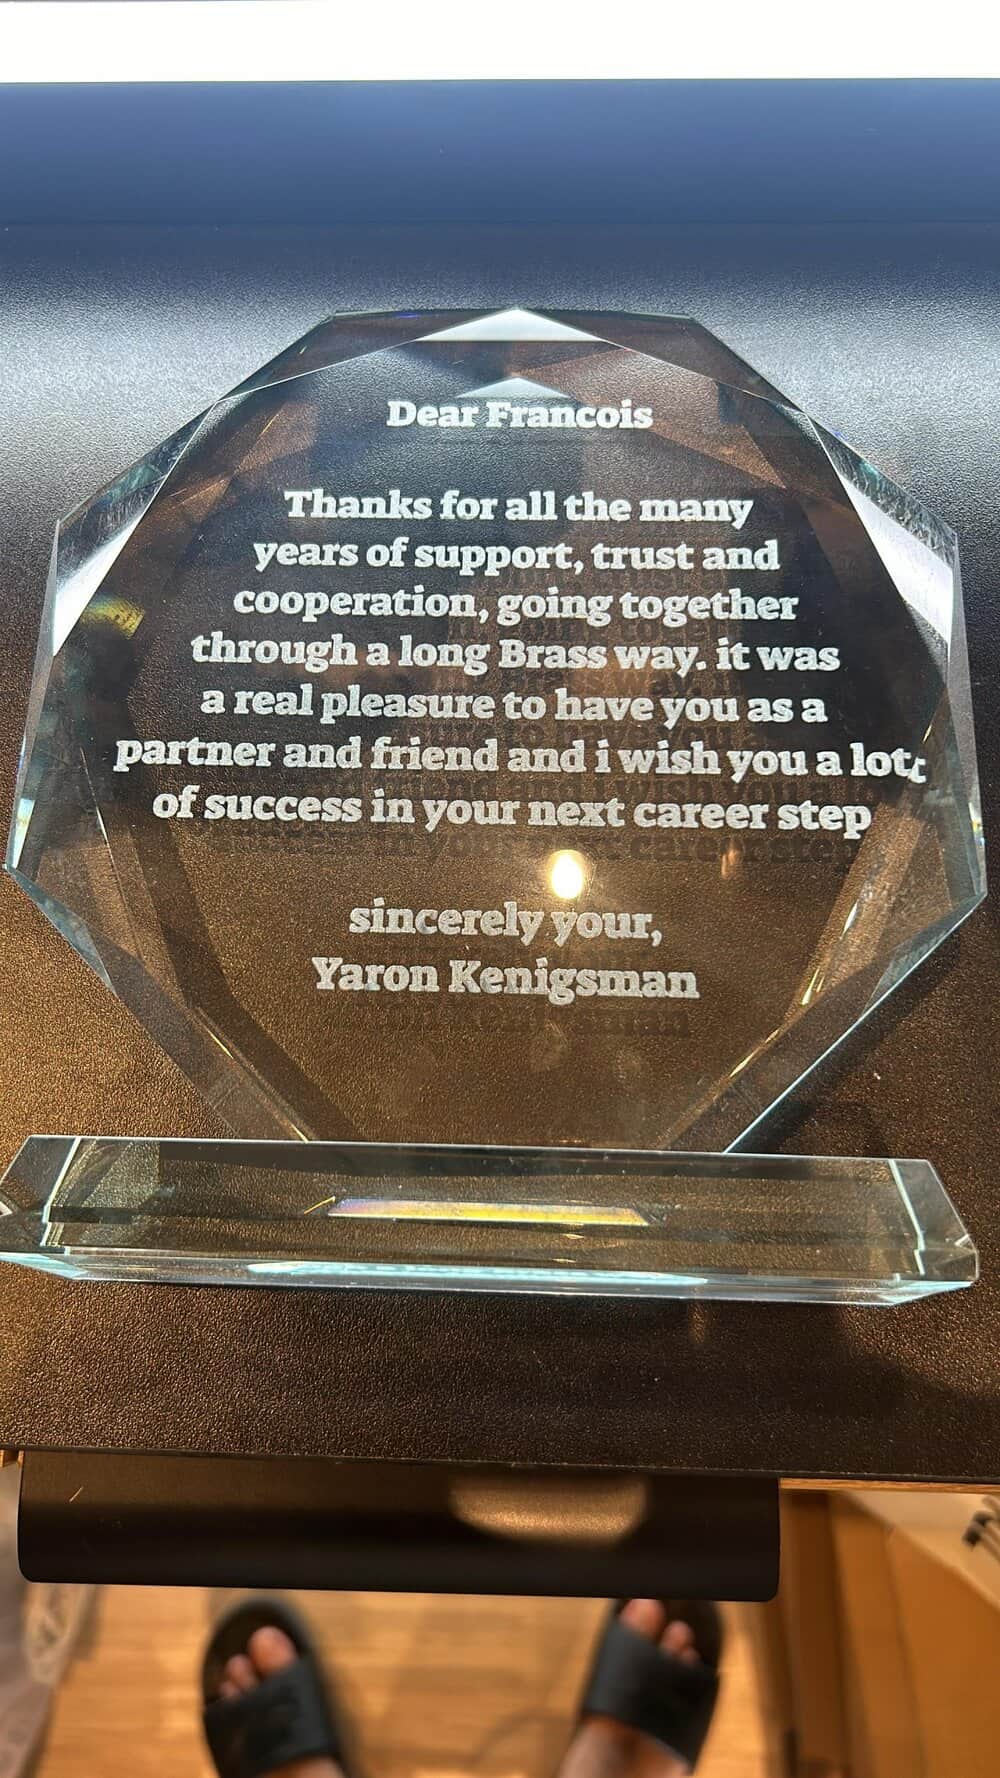 Dear Francois
Thanks for all the many
years of support, trust and
cooperation, going together
through a long Brass way. it was
a real pleasure to have you as a
partner and friend and i wish you a lot
of success in your next career step
sincerely your,
Yaron Kenigsman